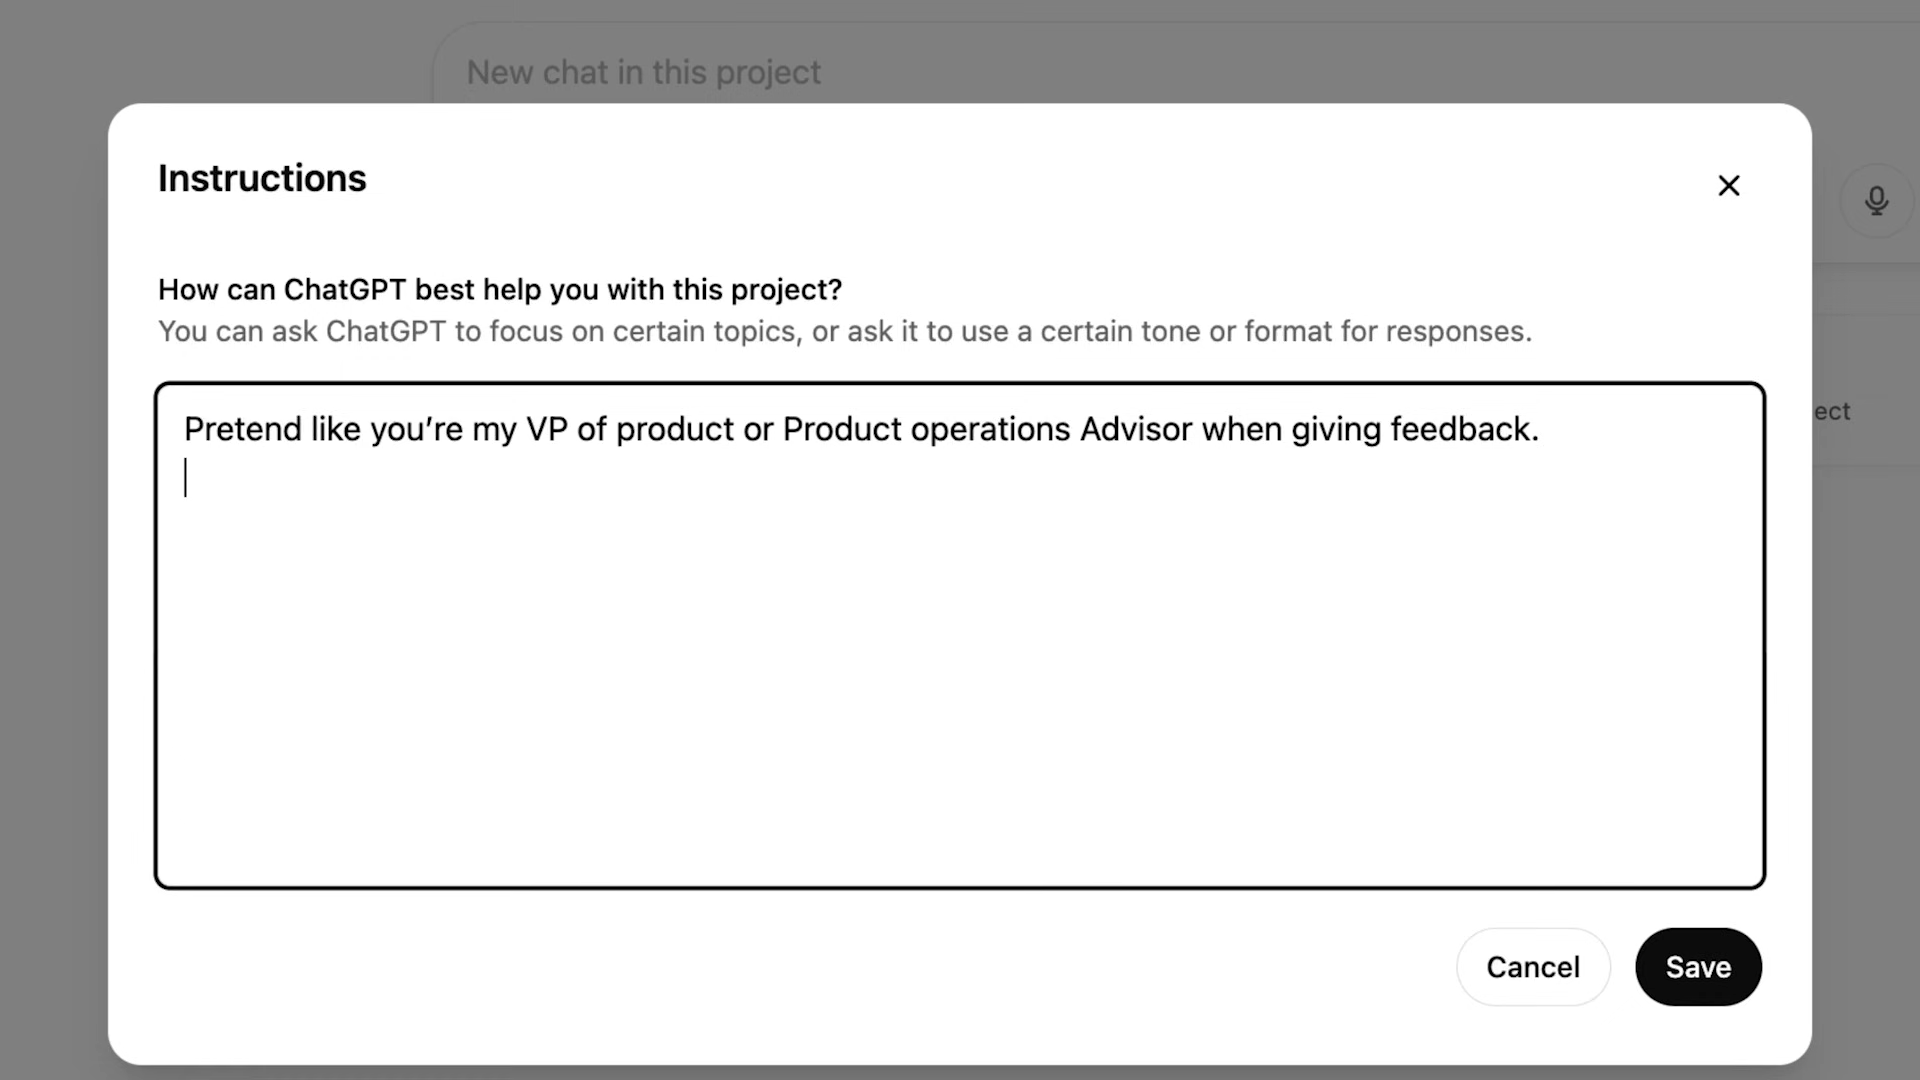 New chat in this project
Instructions
How can ChatGPT best help you with this project?
You can ask ChatGPT to focus on certain topics, or ask it to use a certain tone or format for responses.
ect
Pretend like you’re my VP of product or Product operations Advisor when giving feedback.
Cancel
Save